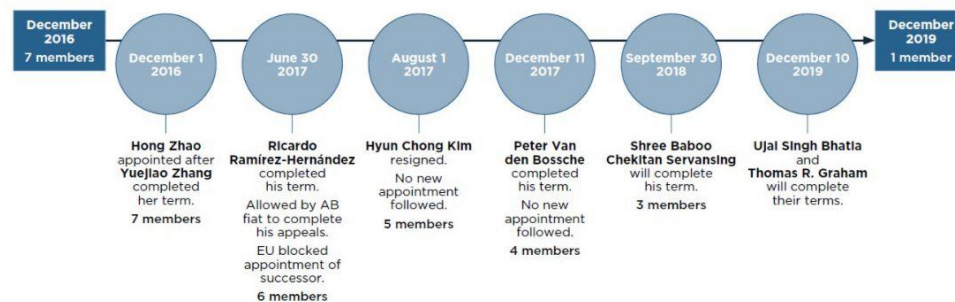 December
2016
7 members
December 1
2016
June 30
2017
August 1
2017
December 11
2017
September 30
2018
December 10
2019
December
2019
1 member
Hong Zhao
appointed after
Yuejiao Zhang
completed
her term.
7 members
Ricardo
Ramírez-Hernández
completed
his term.
Allowed by AB
fiat to complete
his appeals.
EU blocked
appointment of
successor.
6 members
Hyun Chong Kim
resigned.
No new
appointment
followed.
5 members
Peter Van
den Bossche
completed
his term.
No new
appointment
followed.
4 members
Shree Baboo
Chekitan Servansing
will complete
his term.
3 members
Ujal Singh Bhatia
and
Thomas R. Graham
will complete
their terms.